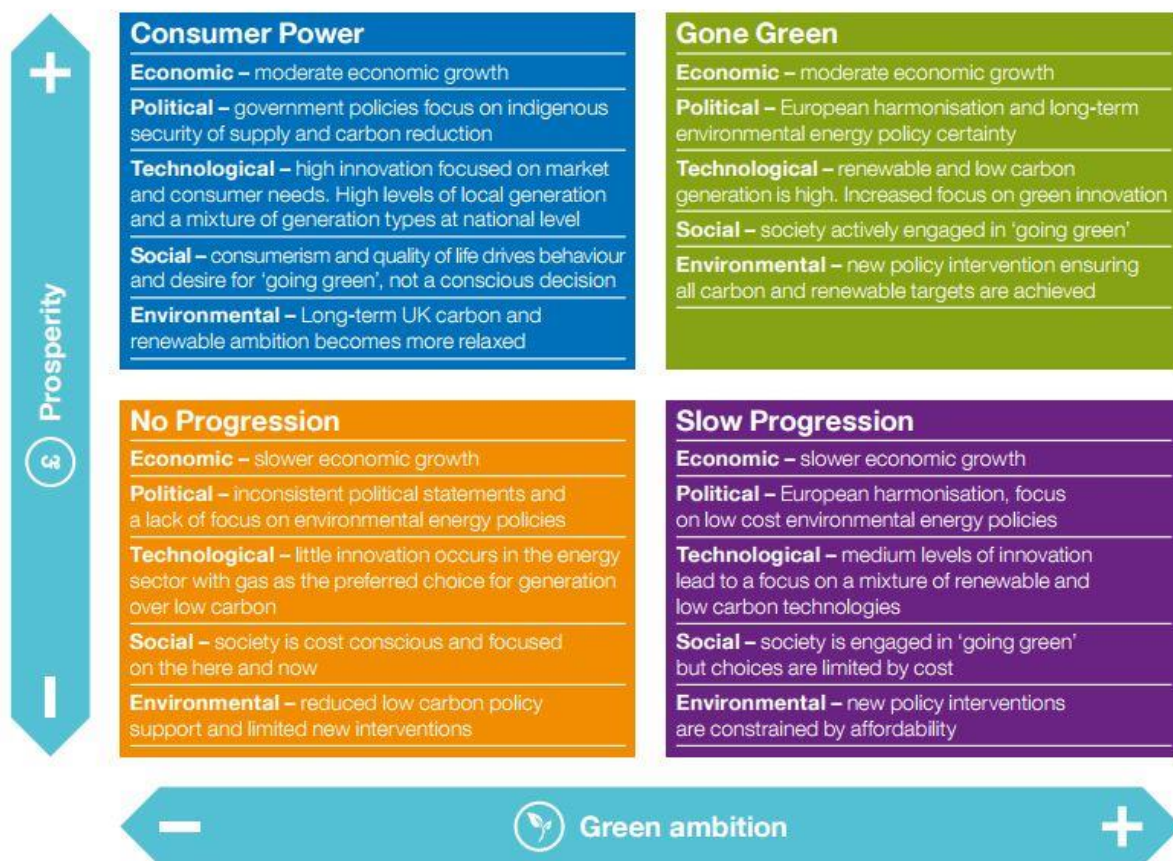 Consumer Power
Economic – moderate economic growth
Political – government policies focus on indigenous
security of supply and carbon reduction
Technological – high innovation focused on market
and consumer needs. High levels of local generation
and a mixture of generation types at national level
Social – consumerism and quality of life drives behaviour
and desire for ‘going green’, not a conscious decision
Environmental – Long-term UK carbon and
renewable ambition becomes more relaxed
Gone Green
Economic – moderate economic growth
Political – European harmonisation and long-term
environmental energy policy certainty
Technological – renewable and low carbon
generation is high. Increased focus on green innovation
Social – society actively engaged in ‘going green’
Environmental – new policy intervention ensuring
all carbon and renewable targets are achieved
No Progression
Economic – slower economic growth
Political – inconsistent political statements and
a lack of focus on environmental energy policies
Technological – little innovation occurs in the energy
sector with gas as the preferred choice for generation
over low carbon
Social – society is cost conscious and focused
on the here and now
Environmental – reduced low carbon policy
support and limited new interventions
Slow Progression
Economic – slower economic growth
Political – European harmonisation, focus
on low cost environmental energy policies
Technological – medium levels of innovation
lead to a focus on a mixture of renewable and
low carbon technologies
Social – society is engaged in ‘going green’
but choices are limited by cost
Environmental – new policy interventions
are constrained by affordability
+
£ Prosperity
–
– Green ambition +